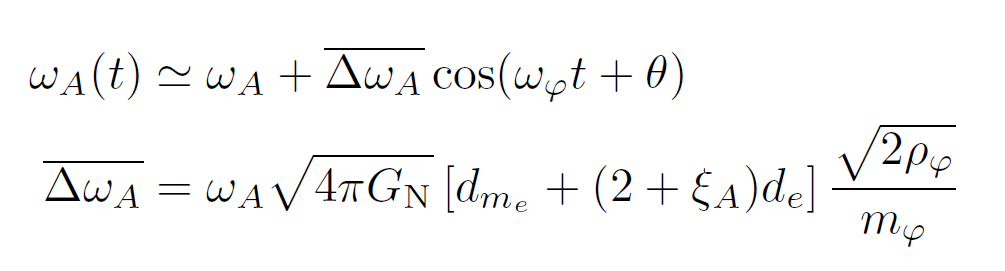 ω_A(t) ≃ ω_A + \overline{Δω_A} cos(ω_φ t + θ)
\overline{Δω_A} = ω_A √(4πG_N) [d_{m_e} + (2 + ξ_A)d_e] √(2ρ_φ) / m_φ